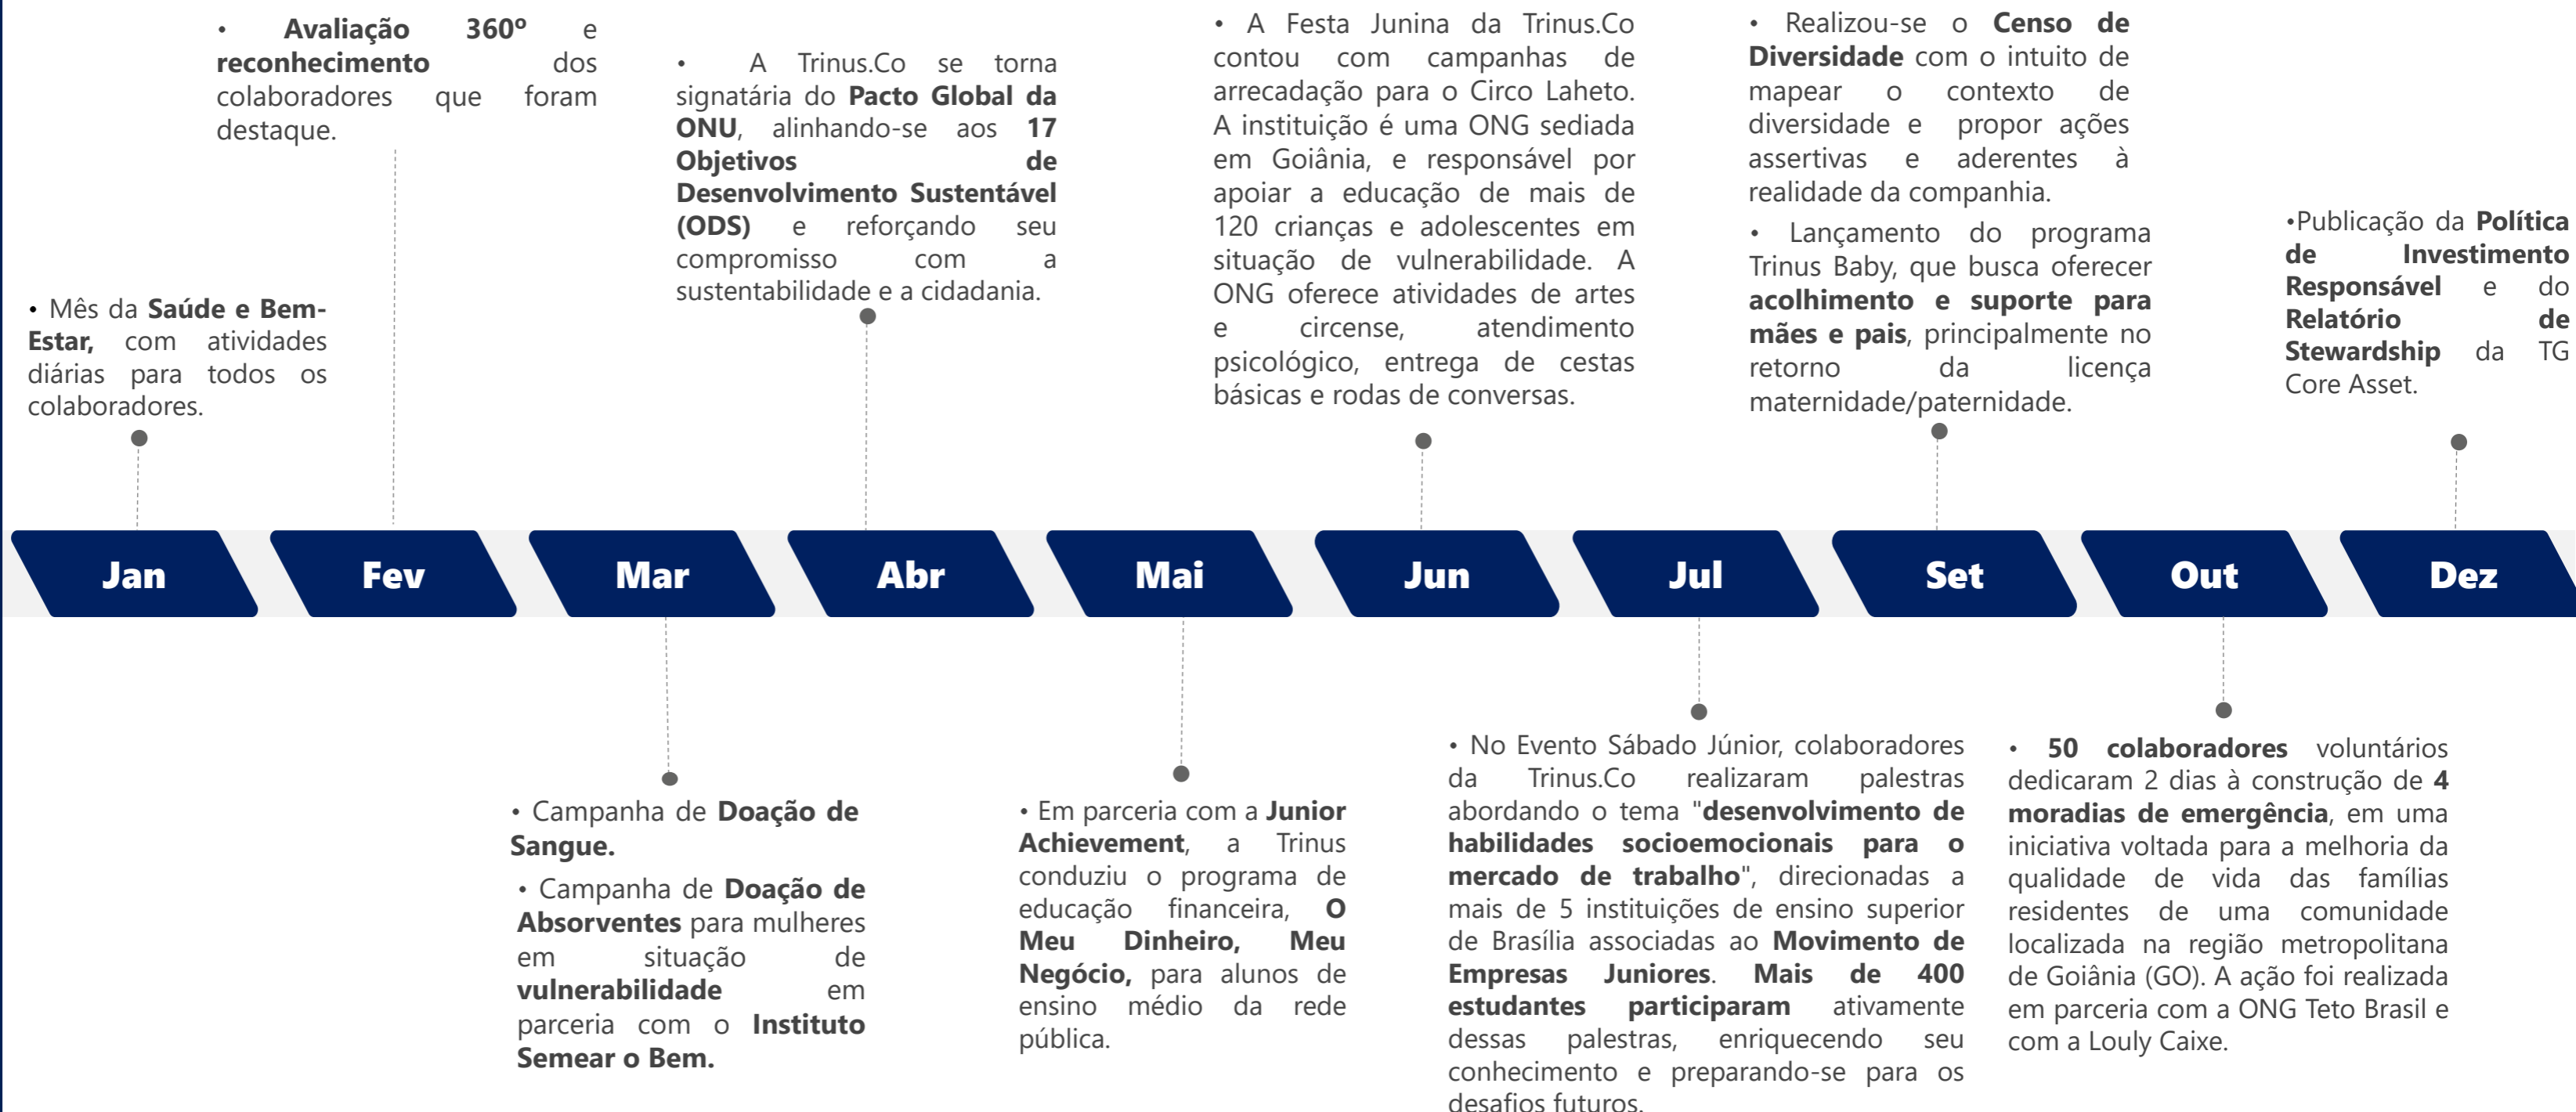 • Avaliação 360º e
reconhecimento dos
colaboradores que foram
destaque.
• A Trinus.Co se torna
signatária do Pacto Global da
ONU, alinhando-se aos 17
Objetivos de
Desenvolvimento Sustentável
(ODS) e reforçando seu
compromisso com a
sustentabilidade e a cidadania.
• A Festa Junina da Trinus.Co
contou com campanhas de
arrecadação para o Circo Laheto.
A instituição é uma ONG sediada
em Goiânia, e responsável por
apoiar a educação de mais de
120 crianças e adolescentes em
situação de vulnerabilidade. A
ONG oferece atividades de artes
e circense, atendimento
psicológico, entrega de cestas
básicas e rodas de conversas.
• Realizou-se o Censo de
Diversidade com o intuito de
mapear o contexto de
diversidade e propor ações
assertivas e aderentes à
realidade da companhia.
• Lançamento do programa
Trinus Baby, que busca oferecer
acolhimento e suporte para
mães e pais, principalmente no
retorno da licença
maternidade/paternidade.
•Publicação da Política
de Investimento
Responsável e do
Relatório de
Stewardship da TG
Core Asset.
• Mês da Saúde e Bem-
Estar, com atividades
diárias para todos os
colaboradores.
Jan
Fev
Mar
Abr
Mai
Jun
Jul
Set
Out
Dez
• Campanha de Doação de
Sangue.
• Campanha de Doação de
Absorventes para mulheres
em situação de
vulnerabilidade em
parceria com o Instituto
Semear o Bem.
• Em parceria com a Junior
Achievement, a Trinus
conduziu o programa de
educação financeira, O
Meu Dinheiro, Meu
Negócio, para alunos de
ensino médio da rede
pública.
• No Evento Sábado Júnior, colaboradores
da Trinus.Co realizaram palestras
abordando o tema "desenvolvimento de
habilidades socioemocionais para o
mercado de trabalho", direcionadas a
mais de 5 instituições de ensino superior
de Brasília associadas ao Movimento de
Empresas Juniores. Mais de 400
estudantes participaram ativamente
dessas palestras, enriquecendo seu
conhecimento e preparando-se para os
desafios futuros.
• 50 colaboradores voluntários
dedicaram 2 dias à construção de 4
moradias de emergência, em uma
iniciativa voltada para a melhoria da
qualidade de vida das famílias
residentes de uma comunidade
localizada na região metropolitana
de Goiânia (GO). A ação foi realizada
em parceria com a ONG Teto Brasil e
com a Louly Caixe.